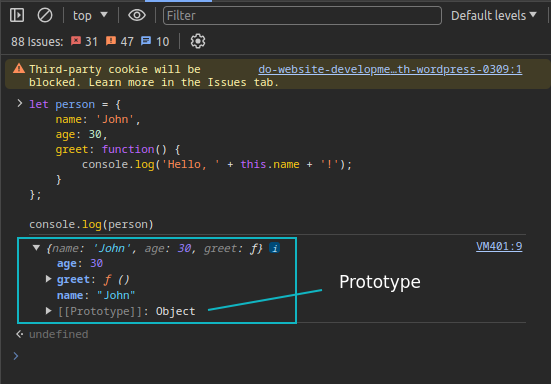 top
Filter
Default levels
88 Issues: 31 47 10
Third-party cookie will be do-website-developme…th-wordpress-0309:1
blocked. Learn more in the Issues tab.
let person = {
name: 'John',
age: 30,
greet: function() {
console.log('Hello, ' + this.name + '!');
}
};
console.log(person)
{name: 'John', age: 30, greet: ƒ} i VM401:9
age: 30
greet: ƒ ()
name: "John"
[[Prototype]]: Object
Prototype
undefined